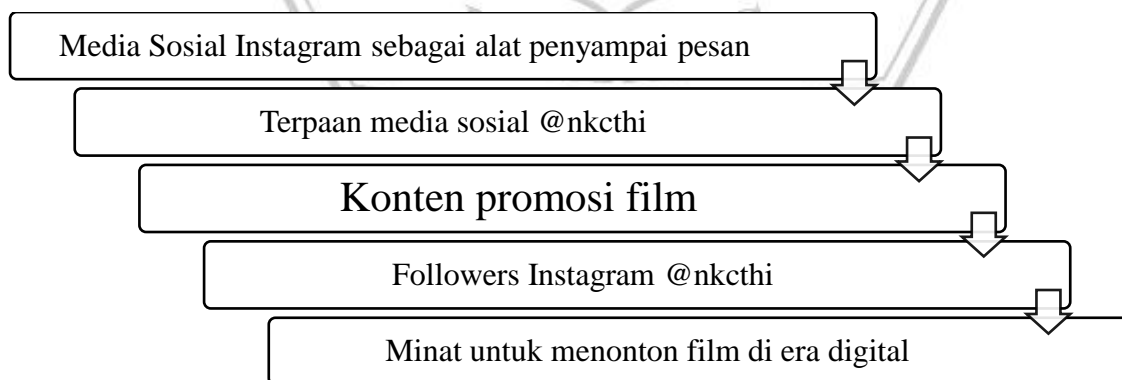 Media Sosial Instagram sebagai alat penyampai pesan
Terpaan media sosial @nkcthi
Konten promosi film
Followers Instagram @nkcthi
Minat untuk menonton film di era digital